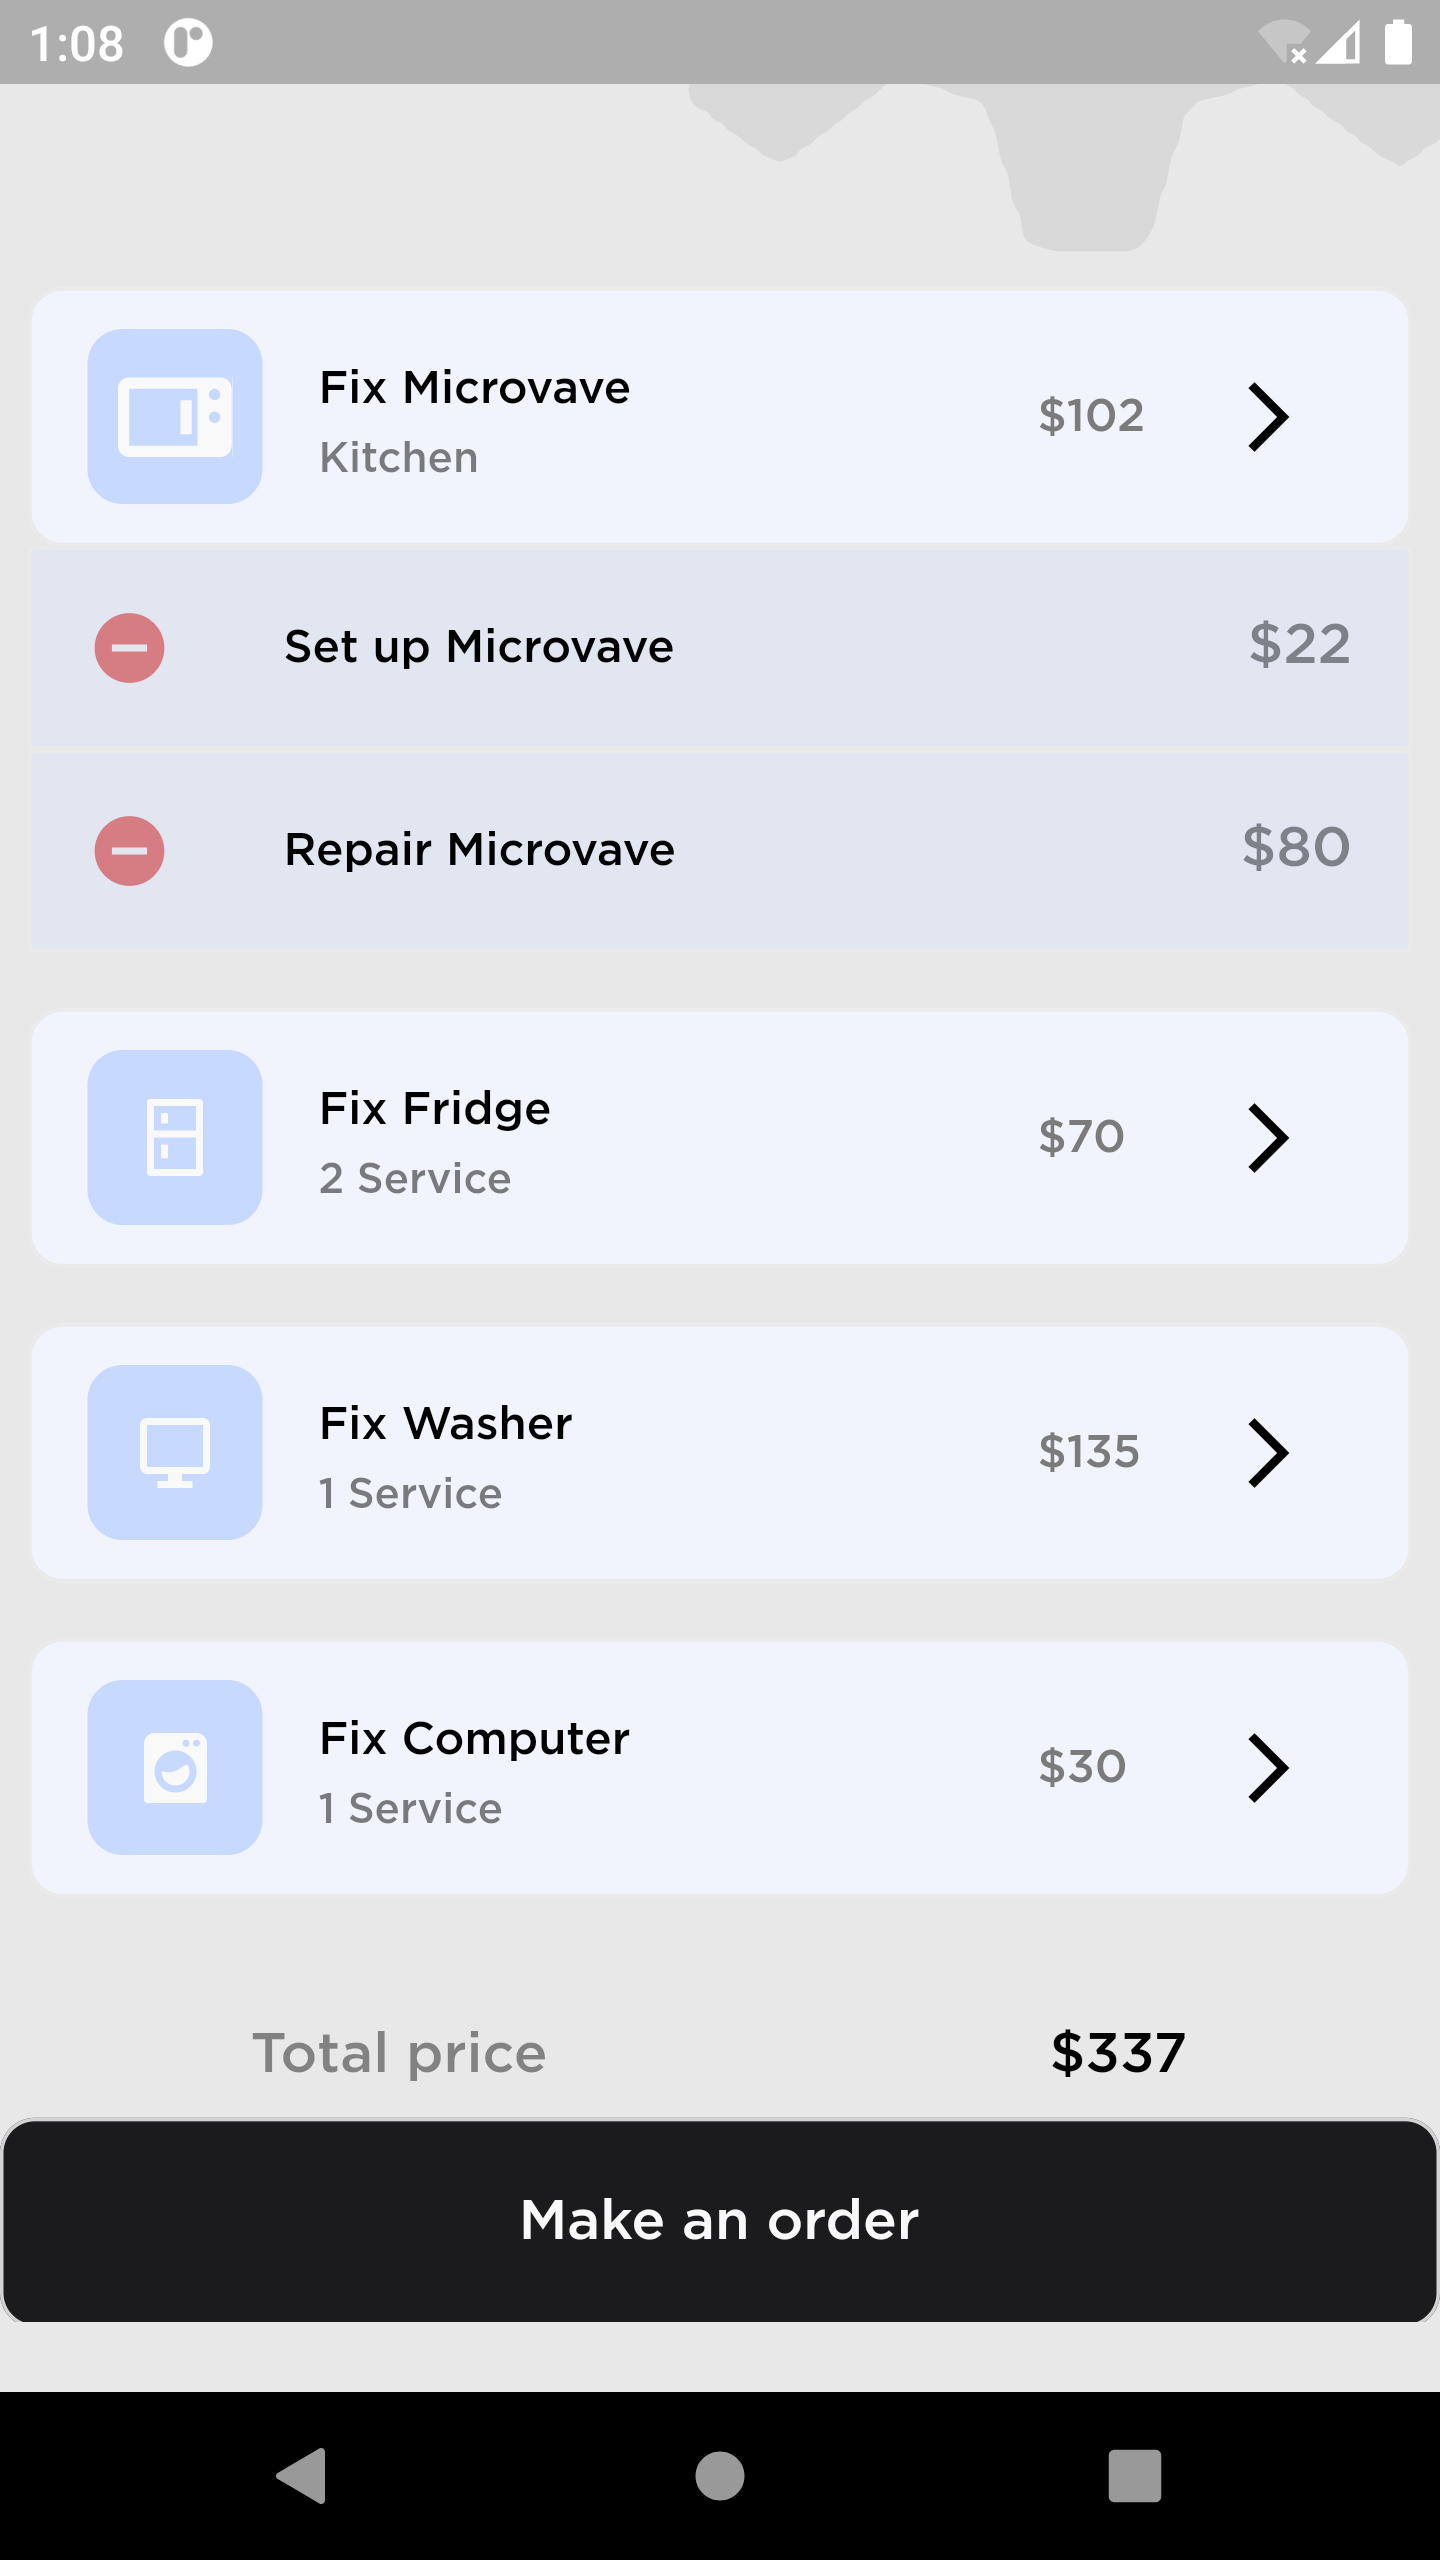 1:08
Fix Microvave
Kitchen
$102
Set up Microvave
$22
Repair Microvave
$80
Fix Fridge
2 Service
$70
Fix Washer
1 Service
$135
Fix Computer
1 Service
$30
Total price
$337
Make an order